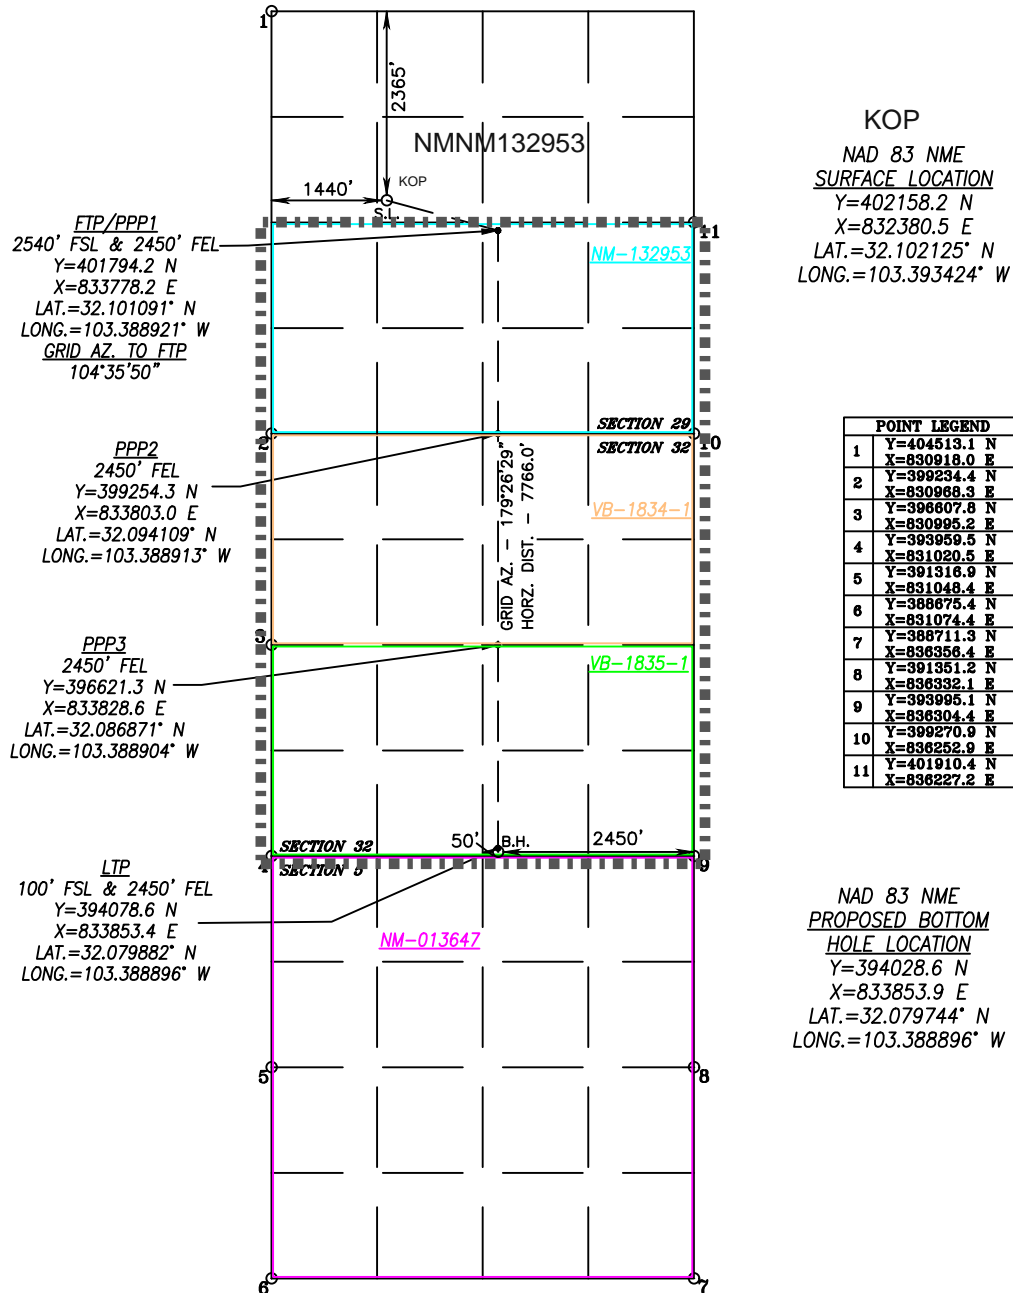 1
2365'
NMNM132953
1440'
KOP
S.L.
KOP
NAD 83 NME
SURFACE LOCATION
Y=402158.2 N
X=832380.5 E
LAT.=32.102125° N
LONG.=103.393424° W
FTP/PPP1
2540' FSL & 2450' FEL
Y=401794.2 N
X=833778.2 E
LAT.=32.101091° N
LONG.=103.388921° W
GRID AZ. TO FTP
104°35'50"
11
NM-132953
SECTION 29
2
10
SECTION 32
PPP2
2450' FEL
Y=399254.3 N
X=833803.0 E
LAT.=32.094109° N
LONG.=103.388913° W
GRID AZ. - 179°26'29"
HORZ. DIST. - 7766.0'
VB-1834-1
POINT LEGEND
1 Y=404513.1 N
X=830918.0 E
2 Y=399234.4 N
X=830968.3 E
3 Y=396607.8 N
X=830995.2 E
4 Y=393959.5 N
X=831020.5 E
5 Y=391316.9 N
X=831048.4 E
6 Y=388675.4 N
X=831074.4 E
7 Y=388711.3 N
X=836356.4 E
8 Y=391351.2 N
X=836332.1 E
9 Y=393995.1 N
X=836304.4 E
10 Y=399270.9 N
X=836252.9 E
11 Y=401910.4 N
X=836227.2 E
3
PPP3
2450' FEL
Y=396621.3 N
X=833828.6 E
LAT.=32.086871° N
LONG.=103.388904° W
VB-1835-1
SECTION 32
50'
B.H.
2450'
4
SECTION 5
9
LTP
100' FSL & 2450' FEL
Y=394078.6 N
X=833853.4 E
LAT.=32.079882° N
LONG.=103.388896° W
NM-013647
NAD 83 NME
PROPOSED BOTTOM
HOLE LOCATION
Y=394028.6 N
X=833853.9 E
LAT.=32.079744° N
LONG.=103.388896° W
5
8
6
7